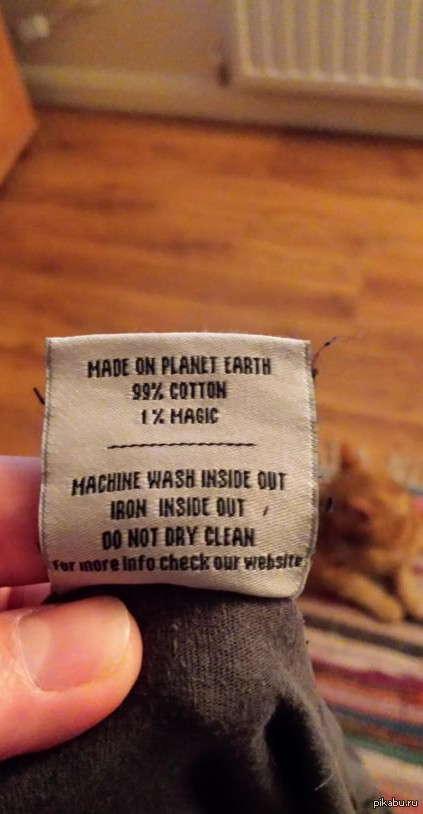 MADE ON PLANET EARTH
99% COTTON
1% MAGIC
MACHINE WASH INSIDE OUT
IRON INSIDE OUT
DO NOT DRY CLEAN
For more info check our website
pikabu.ru